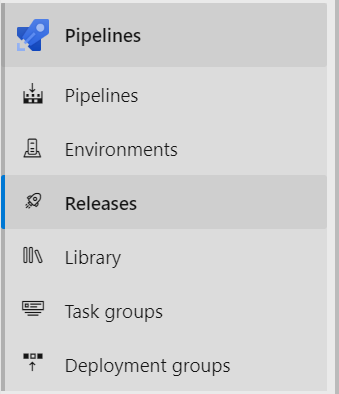 Pipelines
Pipelines
Environments
Releases
Library
Task groups
Deployment groups